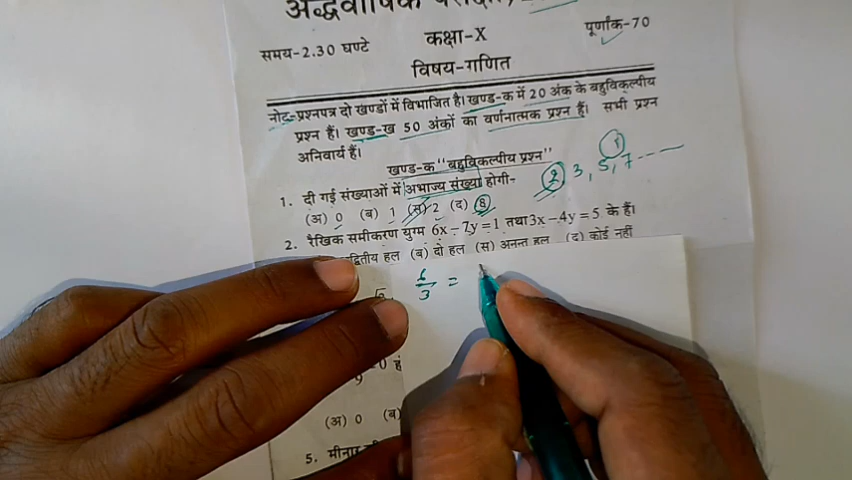 अर्द्धवार्षिक परीक्षा
समय-2.30 घण्टे कक्षा-X पूर्णांक-70
विषय-गणित
नोट-प्रश्नपत्र दो खण्डों में विभाजित है। खण्ड-क में 20 अंक के बहुविकल्पीय
प्रश्न हैं। खण्ड-ख 50 अंकों का वर्णनात्मक प्रश्न हैं। सभी प्रश्न
अनिवार्य हैं।
खण्ड-क "बहुविकल्पीय प्रश्न"
1
2, 3, 5, 7 -----
1. दी गई संख्याओं में अभाज्य संख्या होगी-
(अ) 0 (ब) 1 (स) 2 (द) 8
2. रैखिक समीकरण युग्म 6x – 7y = 1 तथा 3x – 4y = 5 के हैं।
द्वितीय हल (ब) दो हल (स) अनन्त हल (द) कोई नहीं
6/3 =
9
(अ) 0 (ब)
5. मीनार